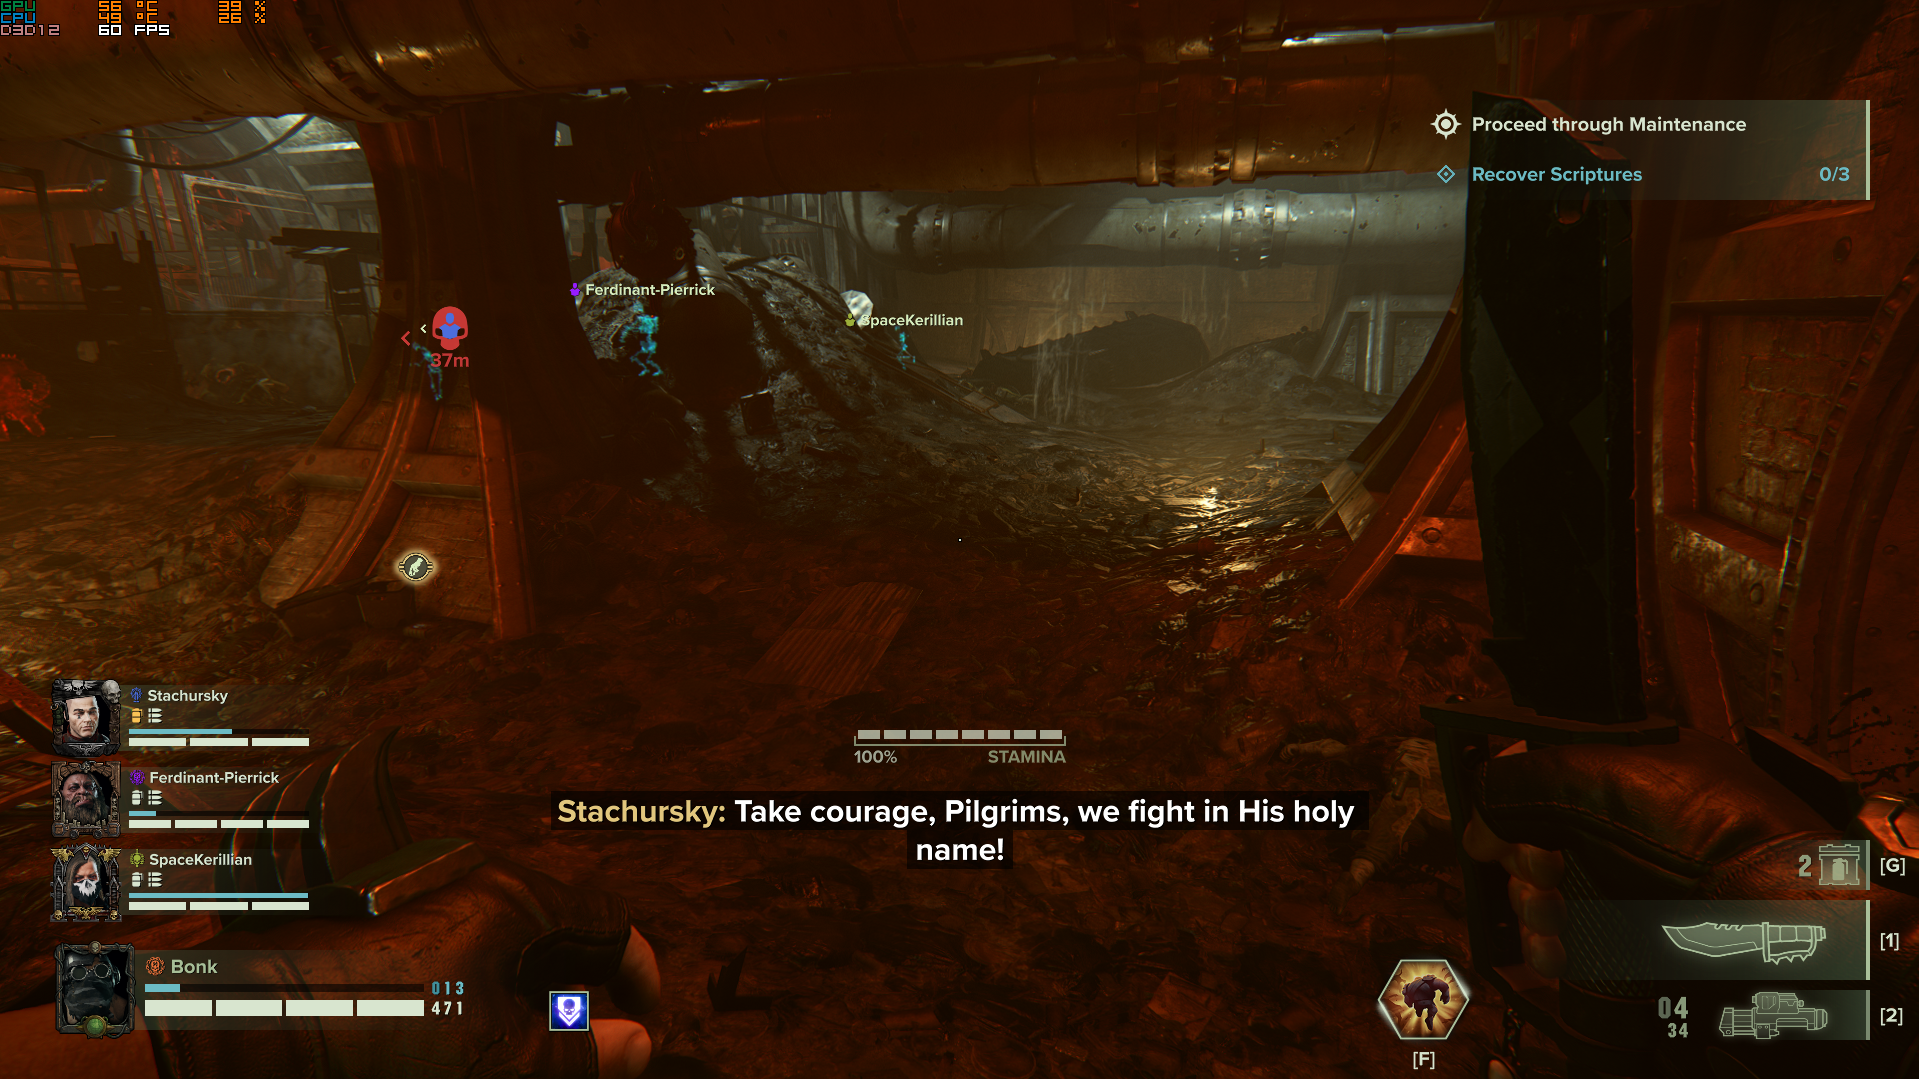 GPU 56 °C 39 %
CPU 49 °C 26 %
D3D12 60 FPS
Proceed through Maintenance
Recover Scriptures 0/3
Ferdinant-Pierrick
SpaceKerillian
37m
Stachursky
Ferdinant-Pierrick
SpaceKerillian
Bonk
013
471
100% STAMINA
Stachursky: Take courage, Pilgrims, we fight in His holy
name!
2 [G]
[1]
04
34
[2]
[F]